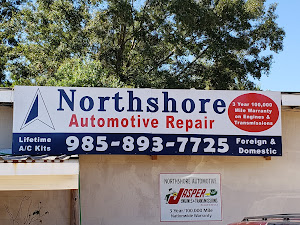 Northshore
Automotive Repair
3 Year 100,000
Mile Warranty
on Engines &
Transmissions
Lifetime
A/C Kits
985-893-7725
Foreign &
Domestic
NORTHSHORE AUTOMOTIVE
JASPER
ENGINES & TRANSMISSIONS
3 Year/100,000 Mile
Nationwide Warranty